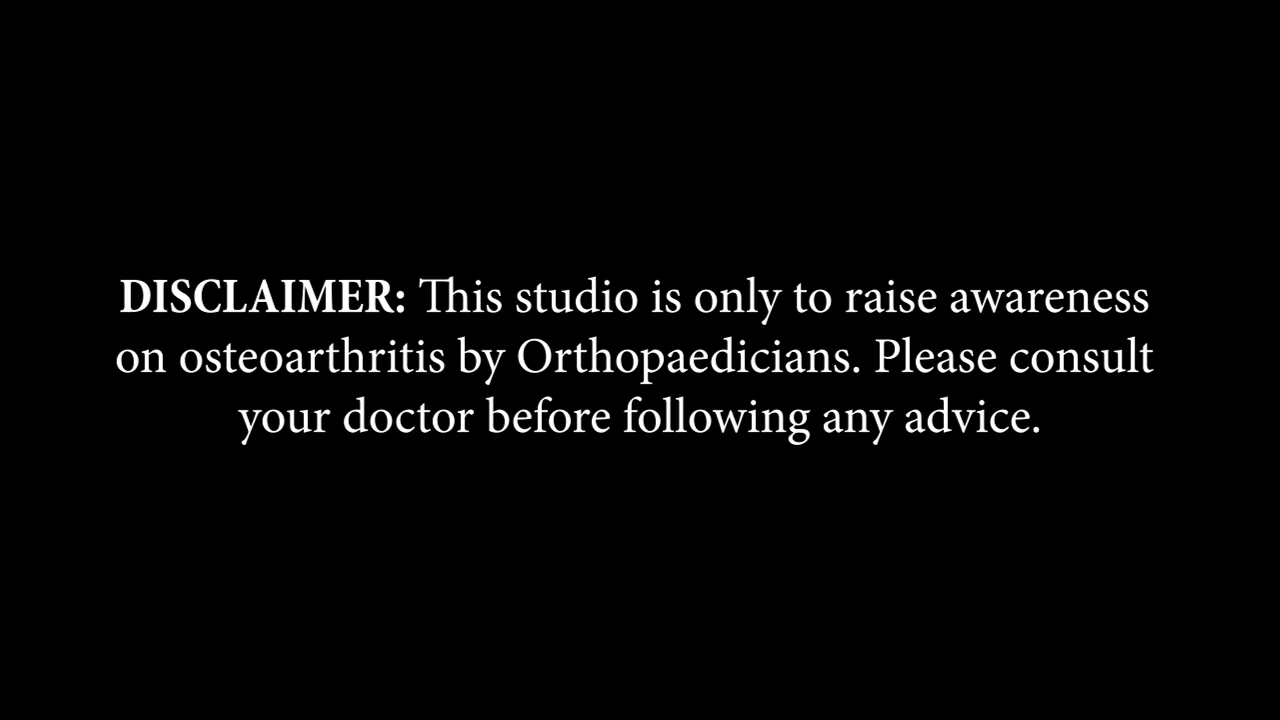 DISCLAIMER: This studio is only to raise awareness
on osteoarthritis by Orthopaedicians. Please consult
your doctor before following any advice.